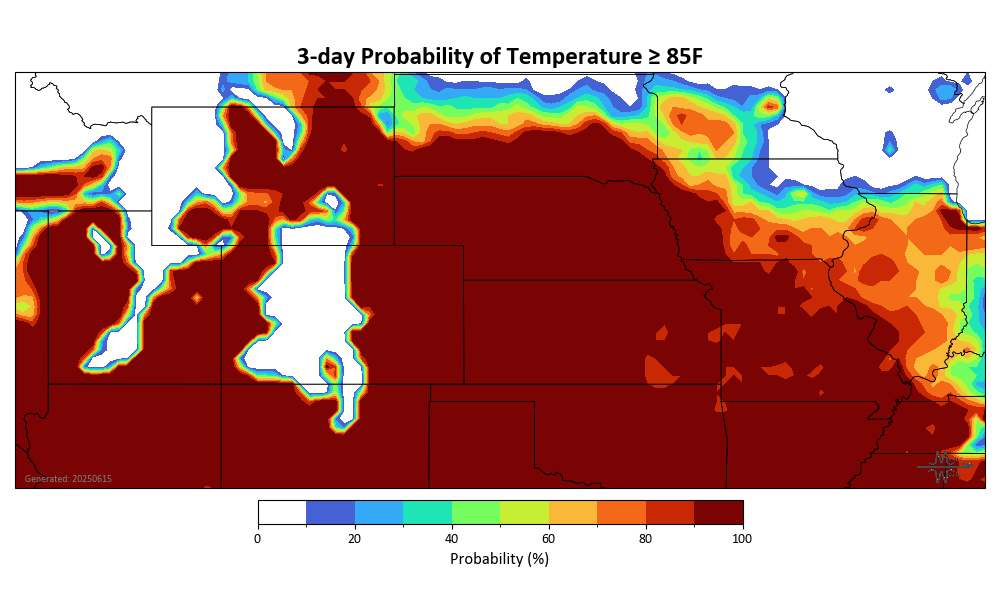 3-day Probability of Temperature ≥ 85F
Generated: 20250615
0 20 40 60 80 100
Probability (%)